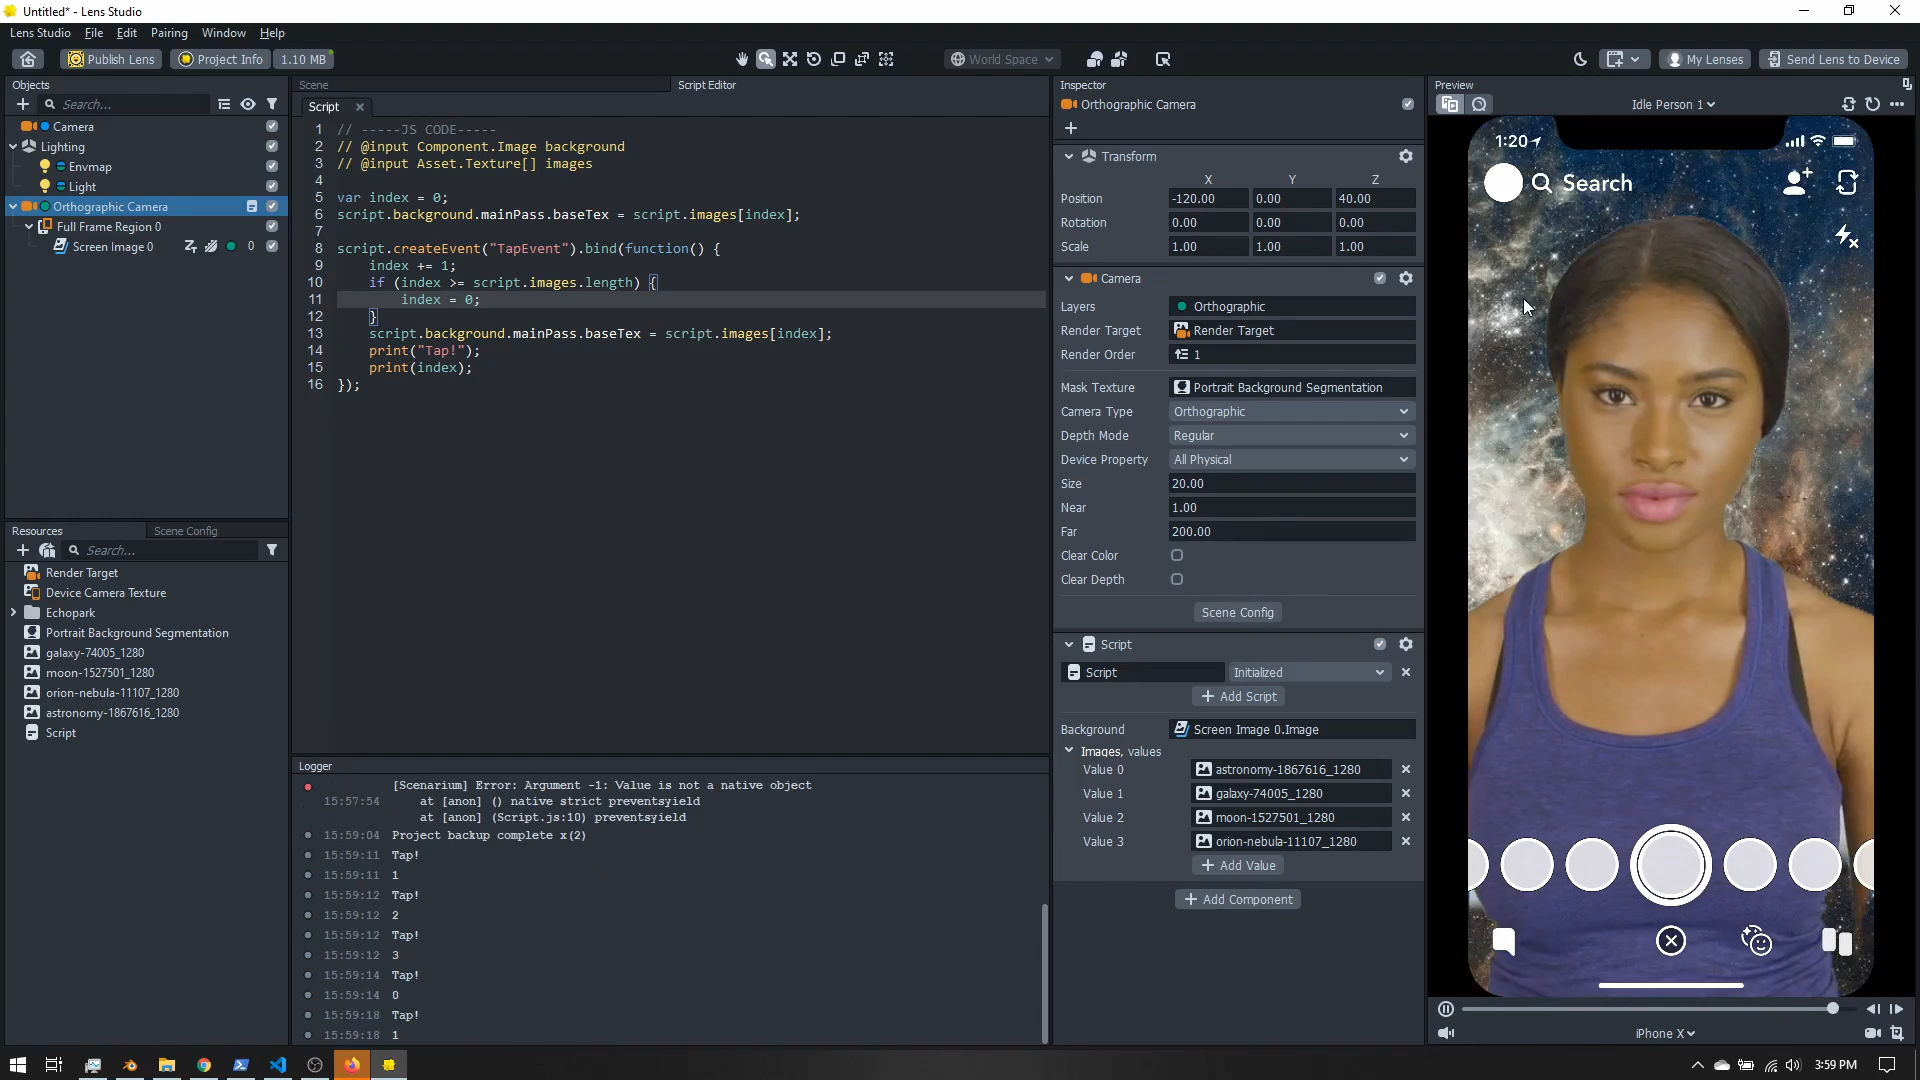 Untitled* - Lens Studio
Lens Studio File Edit Pairing Window Help
Publish Lens Project Info 1.10 MB World Space My Lenses Send Lens to Device
Objects
Search...
Camera
Lighting
Envmap
Light
Orthographic Camera
Full Frame Region 0
Screen Image 0 0
Resources Scene Config
Search...
Render Target
Device Camera Texture
Echopark
Portrait Background Segmentation
galaxy-74005_1280
moon-1527501_1280
orion-nebula-11107_1280
astronomy-1867616_1280
Script
Scene Script Editor
Script
1 // -----JS CODE-----
2 // @input Component.Image background
3 // @input Asset.Texture[] images
4
5 var index = 0;
6 script.background.mainPass.baseTex = script.images[index];
7
8 script.createEvent("TapEvent").bind(function() {
9 index += 1;
10 if (index >= script.images.length) {
11 index = 0;
12 }
13 script.background.mainPass.baseTex = script.images[index];
14 print("Tap!");
15 print(index);
16 });
Logger
[Scenarium] Error: Argument -1: Value is not a native object
15:57:54 at [anon] () native strict preventsyield
at [anon] (Script.js:10) preventsyield
15:59:04 Project backup complete x(2)
15:59:11 Tap!
15:59:11 1
15:59:12 Tap!
15:59:12 2
15:59:12 Tap!
15:59:12 3
15:59:14 Tap!
15:59:14 0
15:59:18 Tap!
15:59:18 1
Inspector
Orthographic Camera
Transform
X Y Z
Position -120.00 0.00 40.00
Rotation 0.00 0.00 0.00
Scale 1.00 1.00 1.00
Camera
Layers Orthographic
Render Target Render Target
Render Order 1
Mask Texture Portrait Background Segmentation
Camera Type Orthographic
Depth Mode Regular
Device Property All Physical
Size 20.00
Near 1.00
Far 200.00
Clear Color
Clear Depth
Scene Config
Script
Script Initialized
Add Script
Background Screen Image 0.Image
Images, values
Value 0 astronomy-1867616_1280
Value 1 galaxy-74005_1280
Value 2 moon-1527501_1280
Value 3 orion-nebula-11107_1280
Add Value
Add Component
Preview
Idle Person 1
1:20
Search
iPhone X
3:59 PM